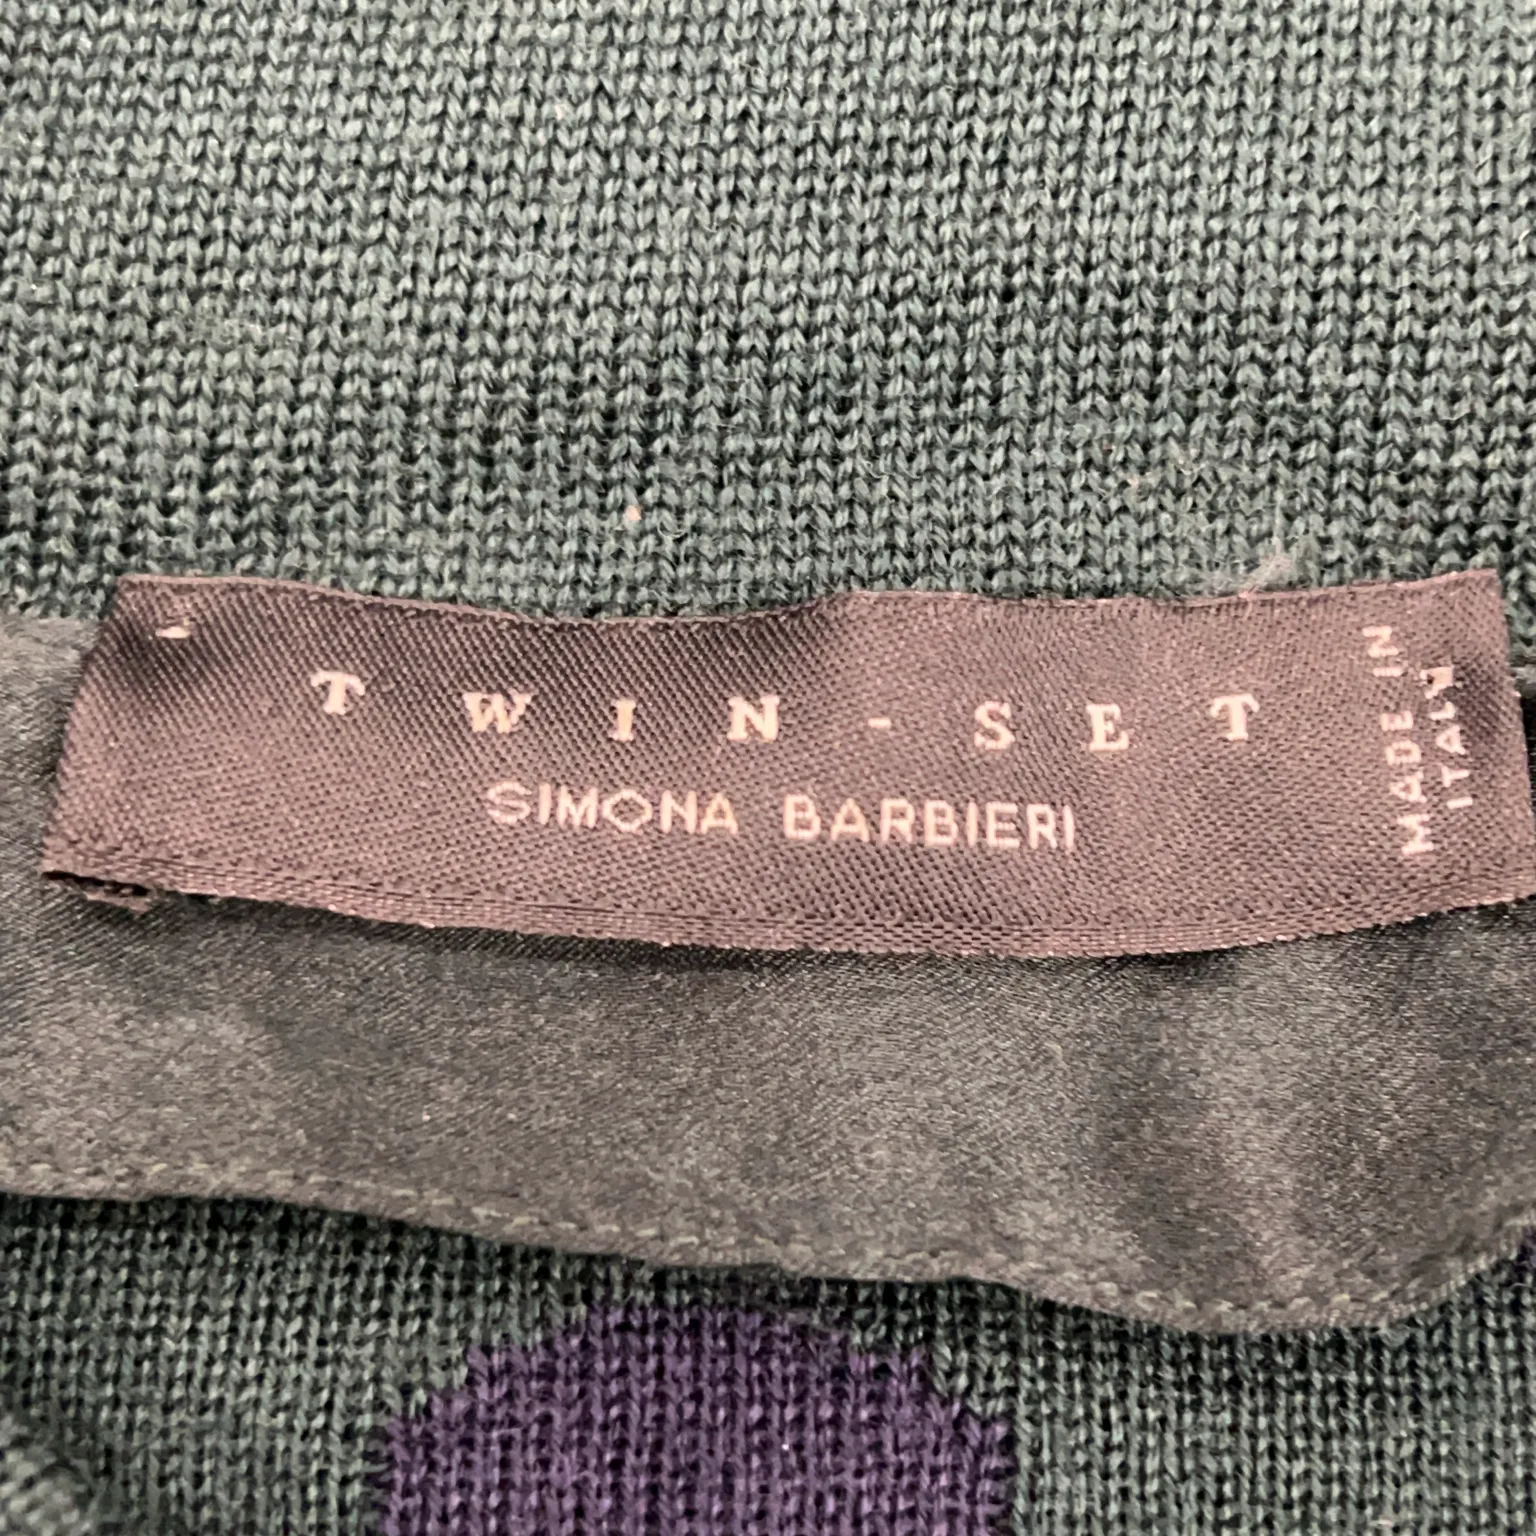 TWIN-SET
SIMONA BARBIERI
MADE IN
ITALY